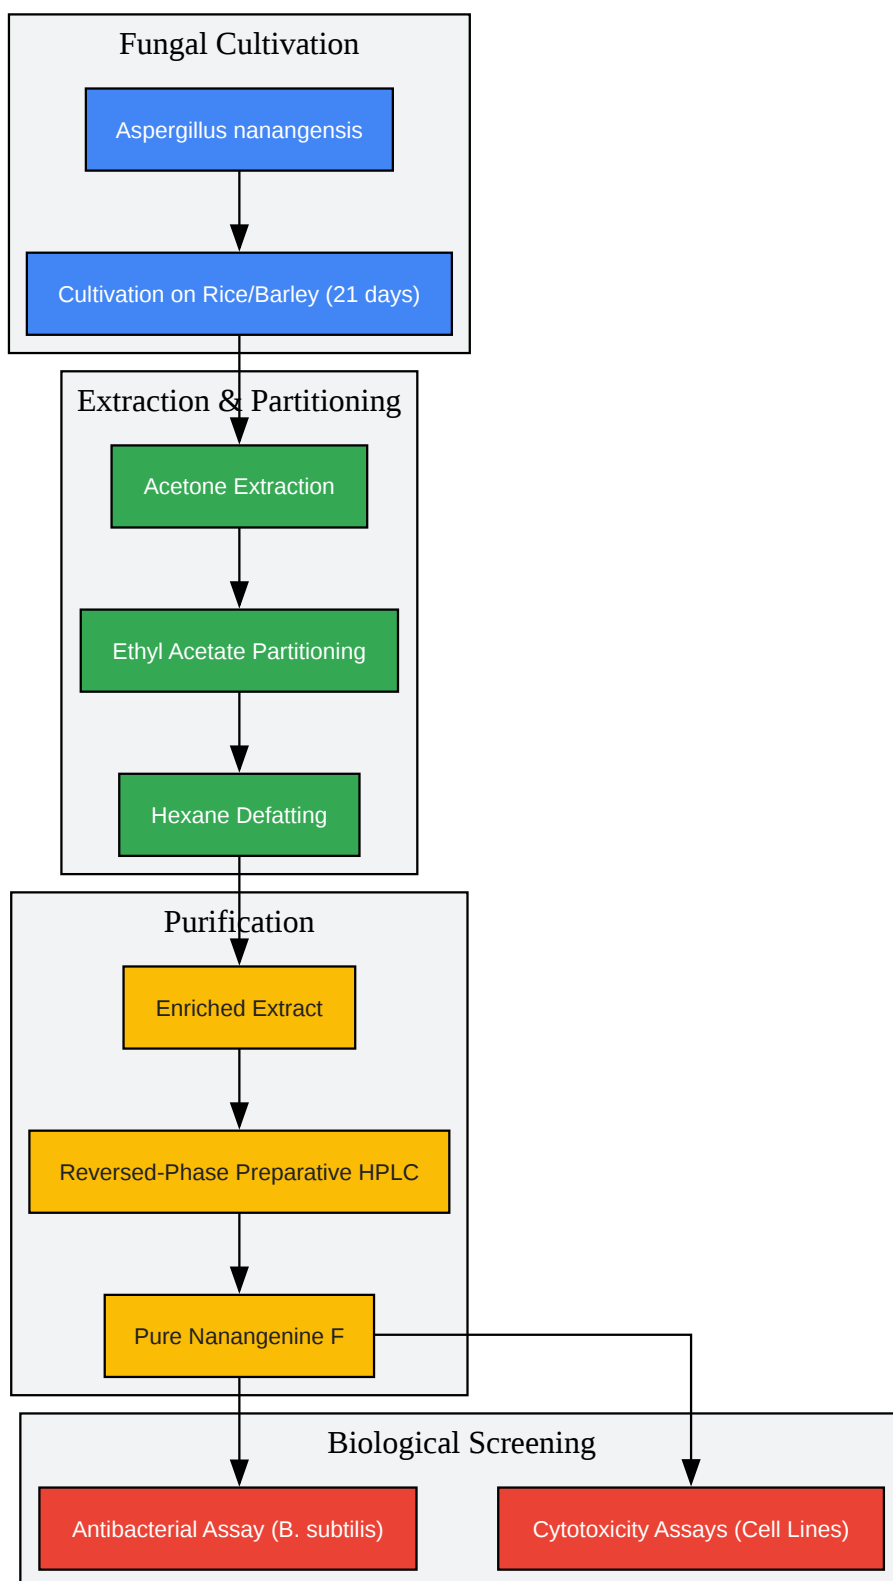 Fungal Cultivation
Aspergillus nanangensis
Cultivation on Rice/Barley (21 days)
Extraction & Partitioning
Acetone Extraction
Ethyl Acetate Partitioning
Hexane Defatting
Purification
Enriched Extract
Reversed-Phase Preparative HPLC
Pure Nanangenine F
Biological Screening
Antibacterial Assay (B. subtilis)
Cytotoxicity Assays (Cell Lines)